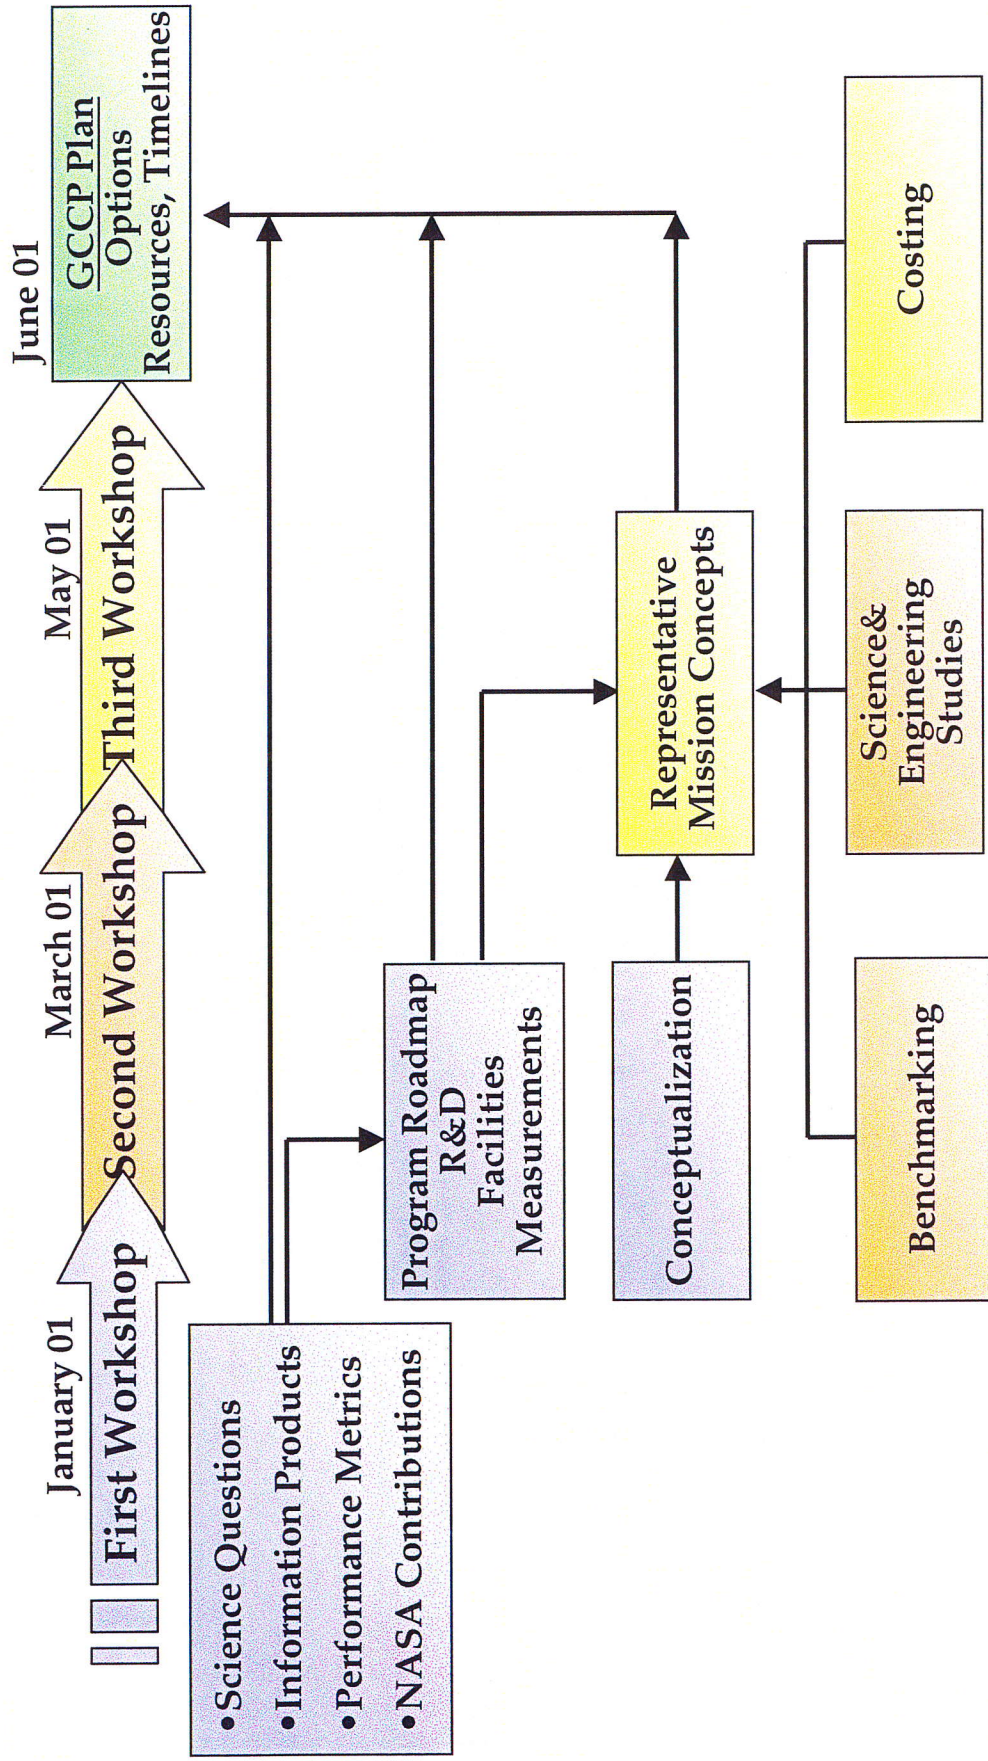 January 01
March 01
May 01
June 01
First Workshop
Second Workshop
Third Workshop
GCCP Plan
Options
Resources, Timelines
•Science Questions
•Information Products
•Performance Metrics
•NASA Contributions
Program Roadmap
R&D
Facilities
Measurements
Conceptualization
Representative
Mission Concepts
Benchmarking
Science&
Engineering
Studies
Costing